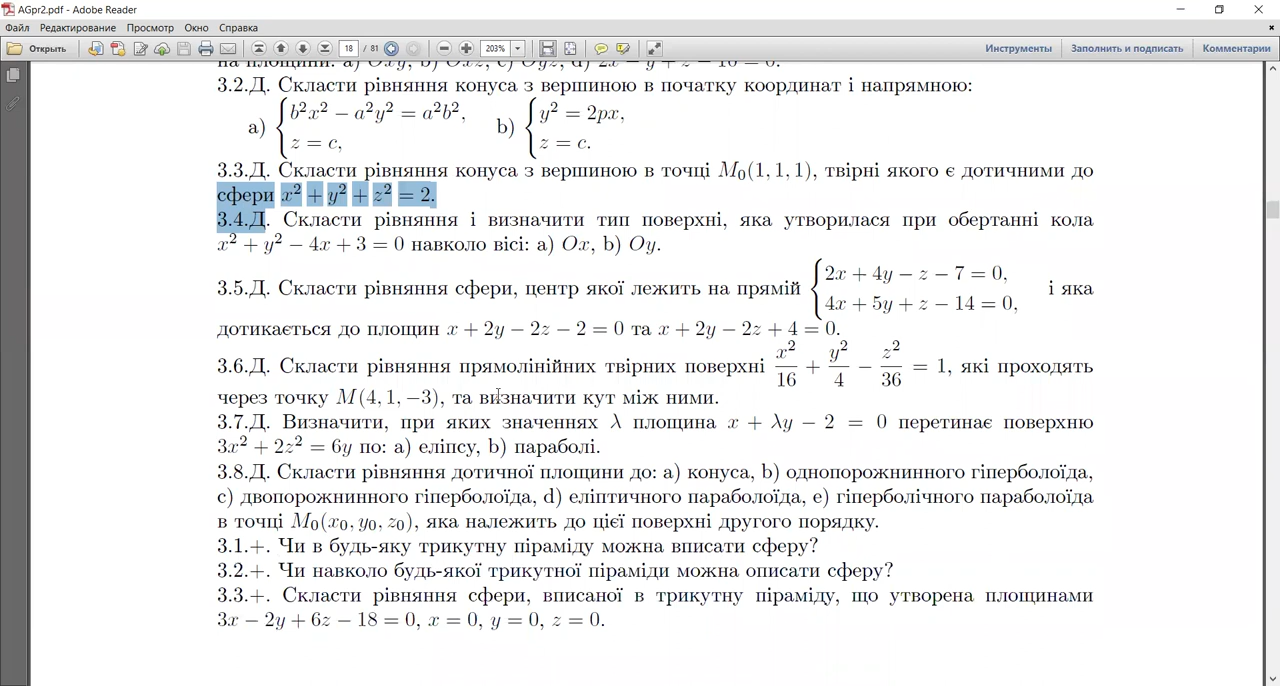 AGpr2.pdf - Adobe Reader
Файл Редактирование Просмотр Окно Справка
Открыть 18 / 81 203% Инструменты Заполнить и подписать Комментарии
на площини: a) Oxy, b) Oxz, c) Oyz, d) 2x − y + z − 10 = 0.
3.2.Д. Скласти рівняння конуса з вершиною в початку координат і напрямною:
a) { b²x² − a²y² = a²b², z = c, b) { y² = 2px, z = c.
3.3.Д. Скласти рівняння конуса з вершиною в точці M₀(1, 1, 1), твірні якого є дотичними до
сфери x² + y² + z² = 2.
3.4.Д. Скласти рівняння і визначити тип поверхні, яка утворилася при обертанні кола
x² + y² − 4x + 3 = 0 навколо вісі: a) Ox, b) Oy.
3.5.Д. Скласти рівняння сфери, центр якої лежить на прямій { 2x + 4y − z − 7 = 0, 4x + 5y + z − 14 = 0, і яка
дотикається до площин x + 2y − 2z − 2 = 0 та x + 2y − 2z + 4 = 0.
3.6.Д. Скласти рівняння прямолінійних твірних поверхні x²/16 + y²/4 − z²/36 = 1, які проходять
через точку M(4, 1, −3), та визначити кут між ними.
3.7.Д. Визначити, при яких значеннях λ площина x + λy − 2 = 0 перетинає поверхню
3x² + 2z² = 6y по: a) еліпсу, b) параболі.
3.8.Д. Скласти рівняння дотичної площини до: a) конуса, b) однопорожнинного гіперболоїда,
c) двопорожнинного гіперболоїда, d) еліптичного параболоїда, e) гіперболічного параболоїда
в точці M₀(x₀, y₀, z₀), яка належить до цієї поверхні другого порядку.
3.1.+. Чи в будь-яку трикутну піраміду можна вписати сферу?
3.2.+. Чи навколо будь-якої трикутної піраміди можна описати сферу?
3.3.+. Скласти рівняння сфери, вписаної в трикутну піраміду, що утворена площинами
3x − 2y + 6z − 18 = 0, x = 0, y = 0, z = 0.